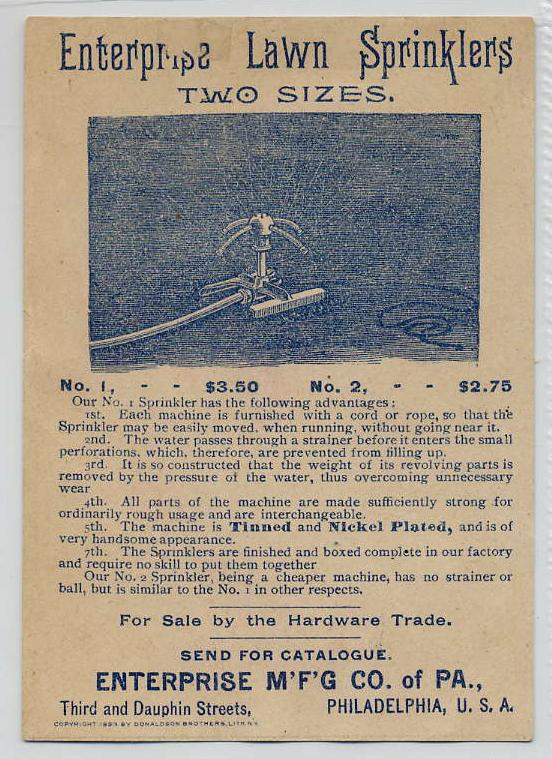 Enterprise Lawn Sprinklers
TWO SIZES.
No. 1, - - $3.50 No. 2, - - $2.75
Our No. 1 Sprinkler has the following advantages:
1st. Each machine is furnished with a cord or rope, so that the
Sprinkler may be easily moved, when running, without going near it.
2nd. The water passes through a strainer before it enters the small
perforations, which, therefore, are prevented from filling up.
3rd. It is so constructed that the weight of its revolving parts is
removed by the pressure of the water, thus overcoming unnecessary
wear
4th. All parts of the machine are made sufficiently strong for
ordinarily rough usage and are interchangeable.
5th. The machine is Tinned and Nickel Plated, and is of
very handsome appearance.
7th. The Sprinklers are finished and boxed complete in our factory
and require no skill to put them together
Our No. 2 Sprinkler, being a cheaper machine, has no strainer or
ball, but is similar to the No. 1 in other respects.
For Sale by the Hardware Trade.
SEND FOR CATALOGUE.
ENTERPRISE M'F'G CO. of PA.,
Third and Dauphin Streets, PHILADELPHIA, U. S. A.
COPYRIGHT 1893 BY DONALDSON BROTHERS, LITH. N.Y.